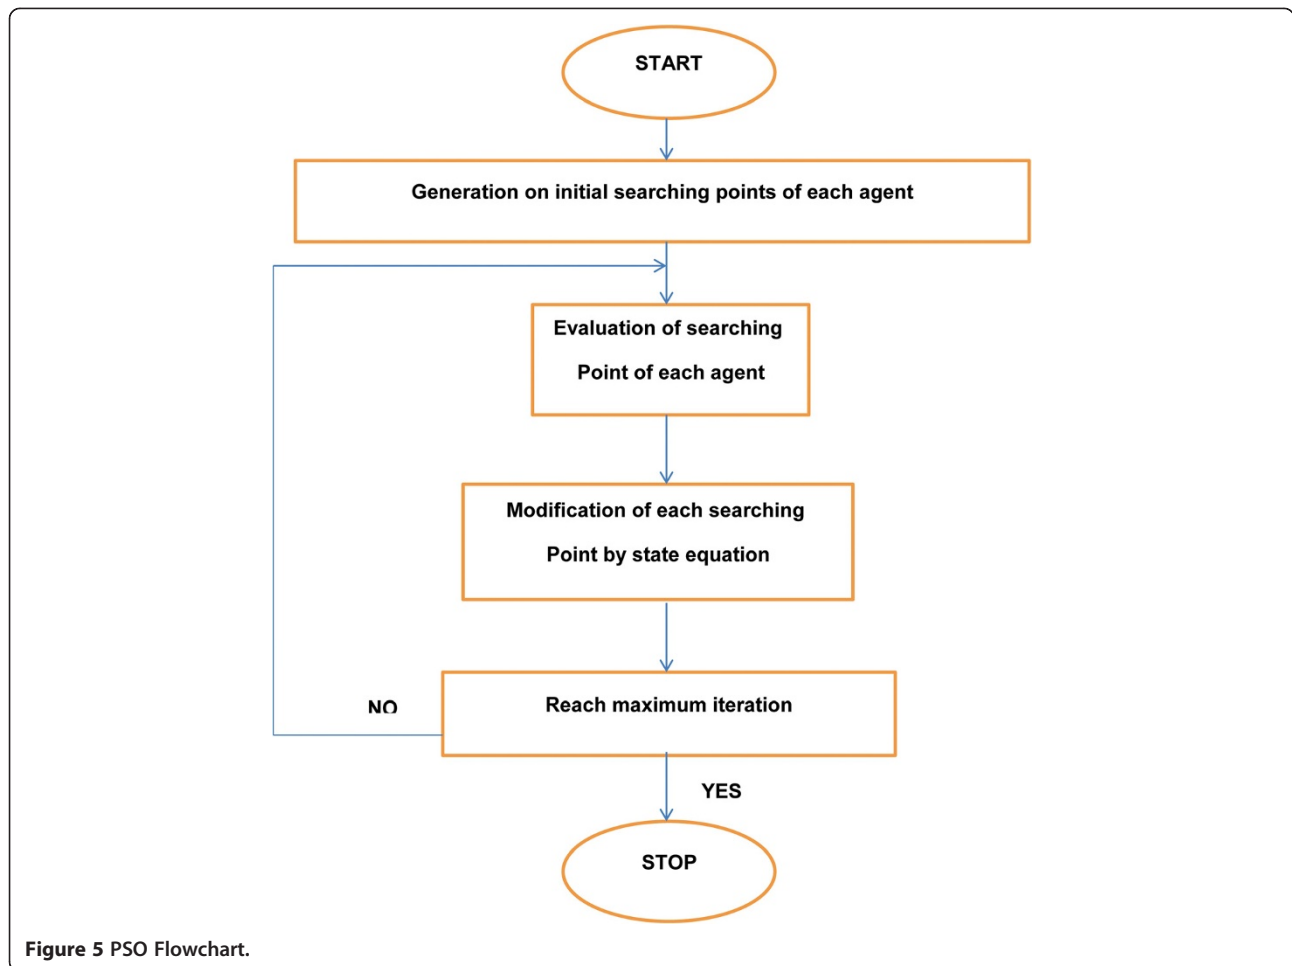 START
Generation on initial searching points of each agent
Evaluation of searching
Point of each agent
Modification of each searching
Point by state equation
Reach maximum iteration
NO
YES
STOP
Figure 5 PSO Flowchart.